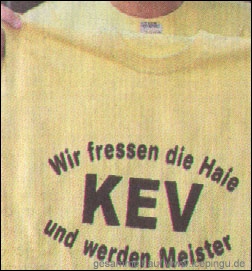 Wir fressen die Haie
KEV
und werden Meister